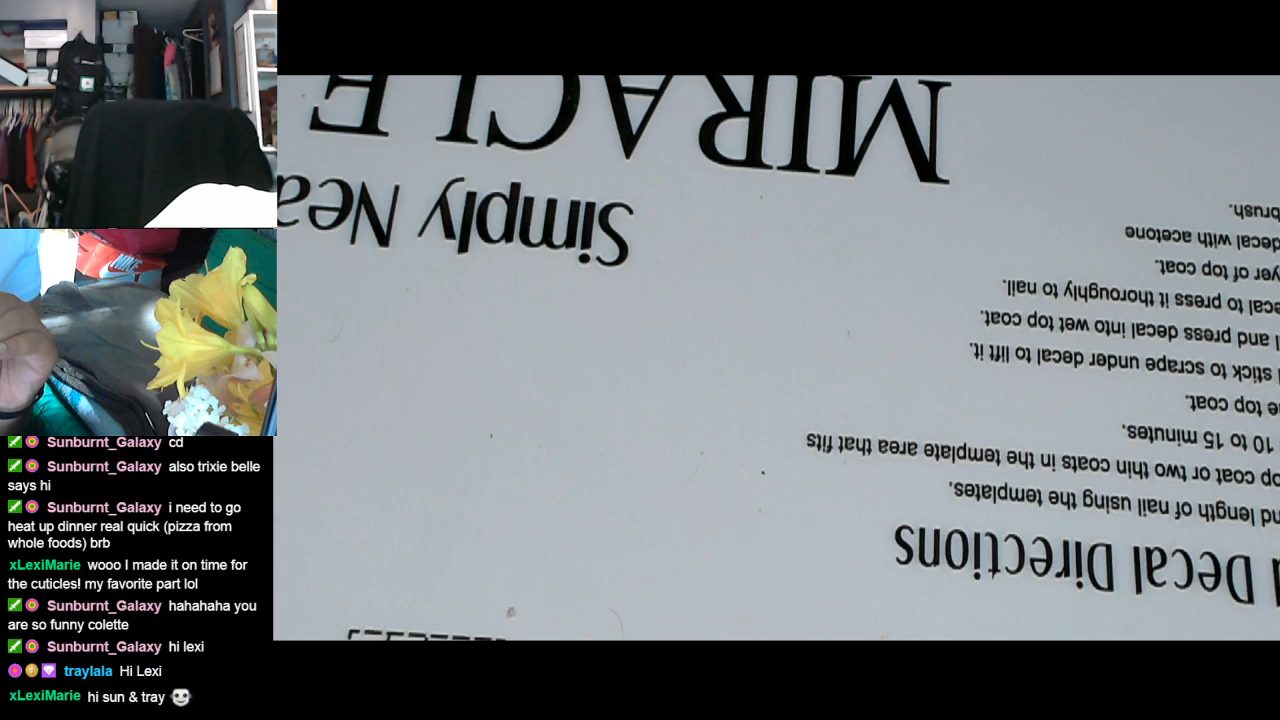 Sunburnt_Galaxy cd
Sunburnt_Galaxy also trixie belle
says hi
Sunburnt_Galaxy i need to go
heat up dinner real quick (pizza from
whole foods) brb
xLexiMarie wooo I made it on time for
the cuticles! my favorite part lol
Sunburnt_Galaxy hahahaha you
are so funny colette
Sunburnt_Galaxy hi lexi
traylala Hi Lexi
xLexiMarie hi sun & tray
Decal Directions
length of nail using the templates.
coat or two thin coats in the template area that fits
10 to 15 minutes.
top coat.
stick to scrape under decal to lift it.
and press decal into wet top coat.
to press it thoroughly to nail.
of top coat.
decal with acetone
brush.
Simply
MIRACLE